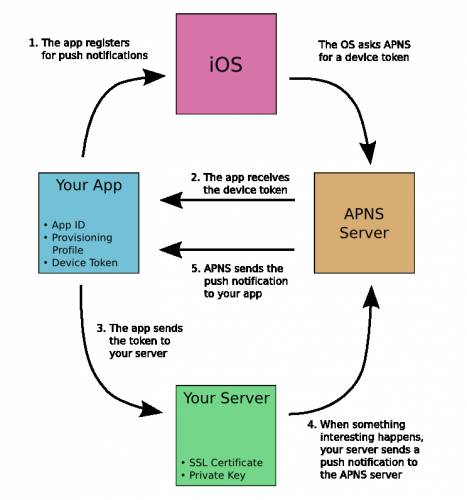 1. The app registers
for push notifications
iOS
The OS asks APNS
for a device token
Your App
• App ID
• Provisioning
Profile
• Device Token
2. The app receives
the device token
APNS
Server
5. APNS sends the
push notification
to your app
3. The app sends
the token to
your server
Your Server
• SSL Certificate
• Private Key
4. When something
interesting happens,
your server sends a
push notification to
the APNS server